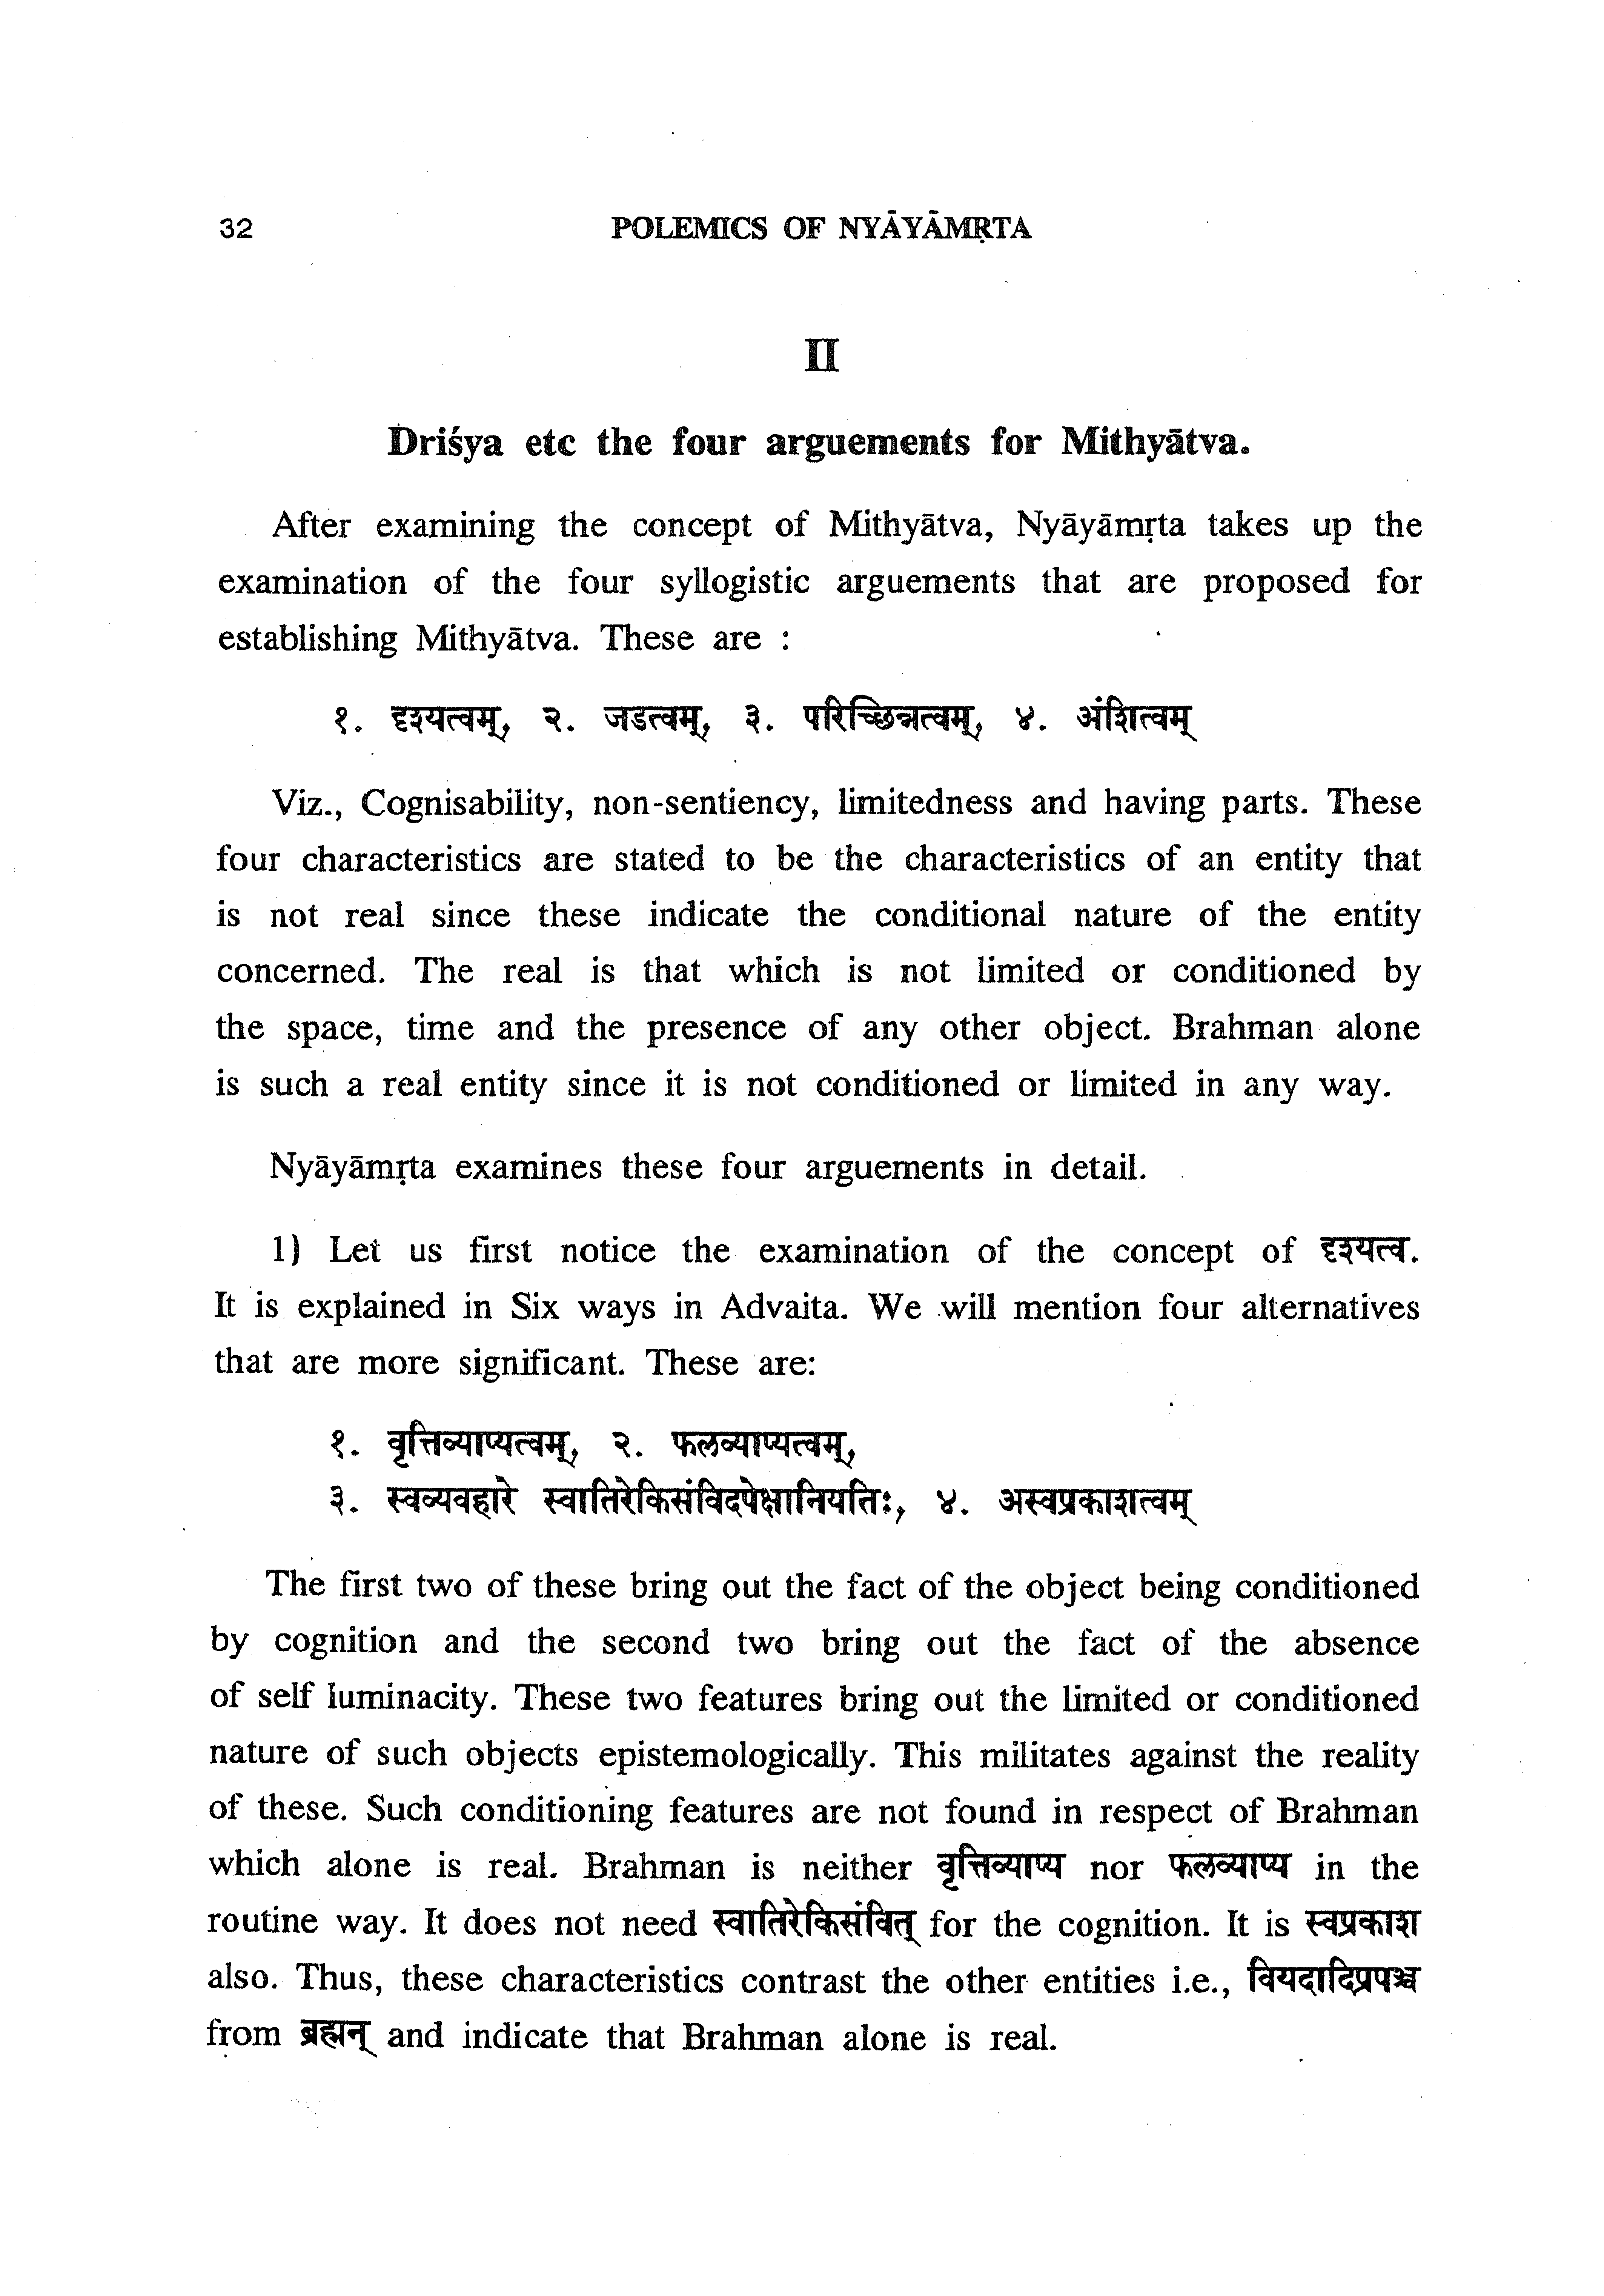 32
POLEMICS OF NYĀYĀMṚTA
II
Driśya etc the four arguements for Mithyātva.
After examining the concept of Mithyātva, Nyāyāmṛta takes up the
examination of the four syllogistic arguements that are proposed for
establishing Mithyātva. These are :
१. दृश्यत्वम्, २. जडत्वम्, ३. परिच्छिन्नत्वम्, ४. अंशित्वम्
Viz., Cognisability, non-sentiency, limitedness and having parts. These
four characteristics are stated to be the characteristics of an entity that
is not real since these indicate the conditional nature of the entity
concerned. The real is that which is not limited or conditioned by
the space, time and the presence of any other object. Brahman alone
is such a real entity since it is not conditioned or limited in any way.
Nyāyāmṛta examines these four arguements in detail.
1) Let us first notice the examination of the concept of दृश्यत्व.
It is explained in Six ways in Advaita. We will mention four alternatives
that are more significant. These are:
१. वृत्तिव्याप्यत्वम्, २. फलव्याप्यत्वम्,
३. स्वव्यवहारे स्वातिरेकिसंविदपेक्षानियतिः, ४. अस्वप्रकाशत्वम्
The first two of these bring out the fact of the object being conditioned
by cognition and the second two bring out the fact of the absence
of self luminacity. These two features bring out the limited or conditioned
nature of such objects epistemologically. This militates against the reality
of these. Such conditioning features are not found in respect of Brahman
which alone is real. Brahman is neither वृत्तिव्याप्य nor फलव्याप्य in the
routine way. It does not need स्वातिरेकिसंवित् for the cognition. It is स्वप्रकाश
also. Thus, these characteristics contrast the other entities i.e., वियदादिप्रपञ्च
from ब्रह्मन् and indicate that Brahman alone is real.